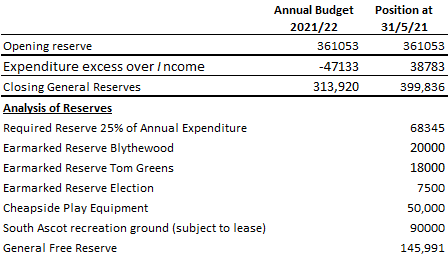 Annual Budget Position at
2021/22 31/5/21
Opening reserve 361053 361053
Expenditure excess over Income -47133 38783
Closing General Reserves 313,920 399,836
Analysis of Reserves
Required Reserve 25% of Annual Expenditure 68345
Earmarked Reserve Blythewood 20000
Earmarked Reserve Tom Greens 18000
Earmarked Reserve Election 7500
Cheapside Play Equipment 50,000
South Ascot recreation ground (subject to lease) 90000
General Free Reserve 145,991